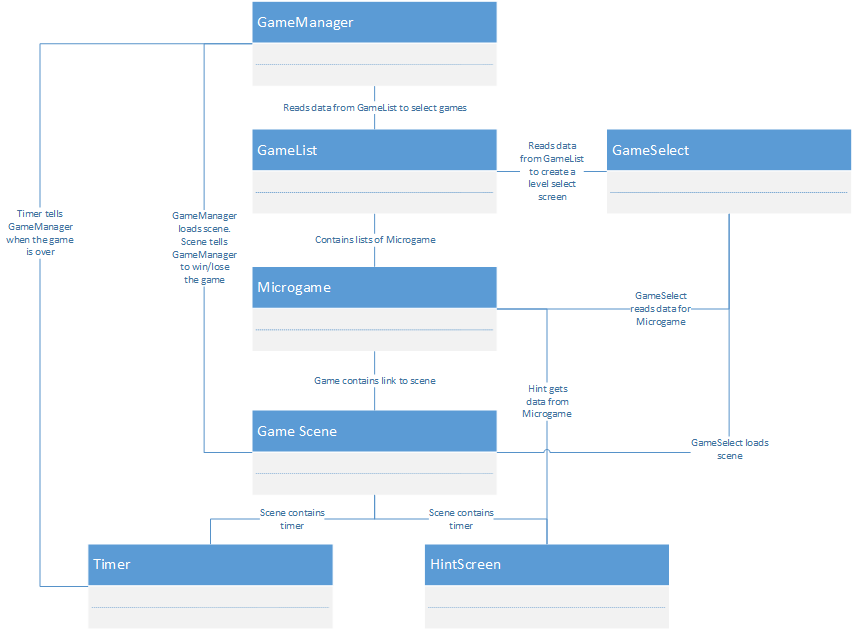 GameManager
Reads data from GameList to select games
GameList
Reads data
from GameList
to create a
level select
screen
GameSelect
Timer tells
GameManager
when the game
is over
GameManager
loads scene.
Scene tells
GameManager
to win/lose
the game
Contains lists of Microgame
Microgame
GameSelect
reads data for
Microgame
Game contains link to scene
Hint gets
data from
Microgame
Game Scene
GameSelect loads
scene
Scene contains
timer
Scene contains
timer
Timer
HintScreen